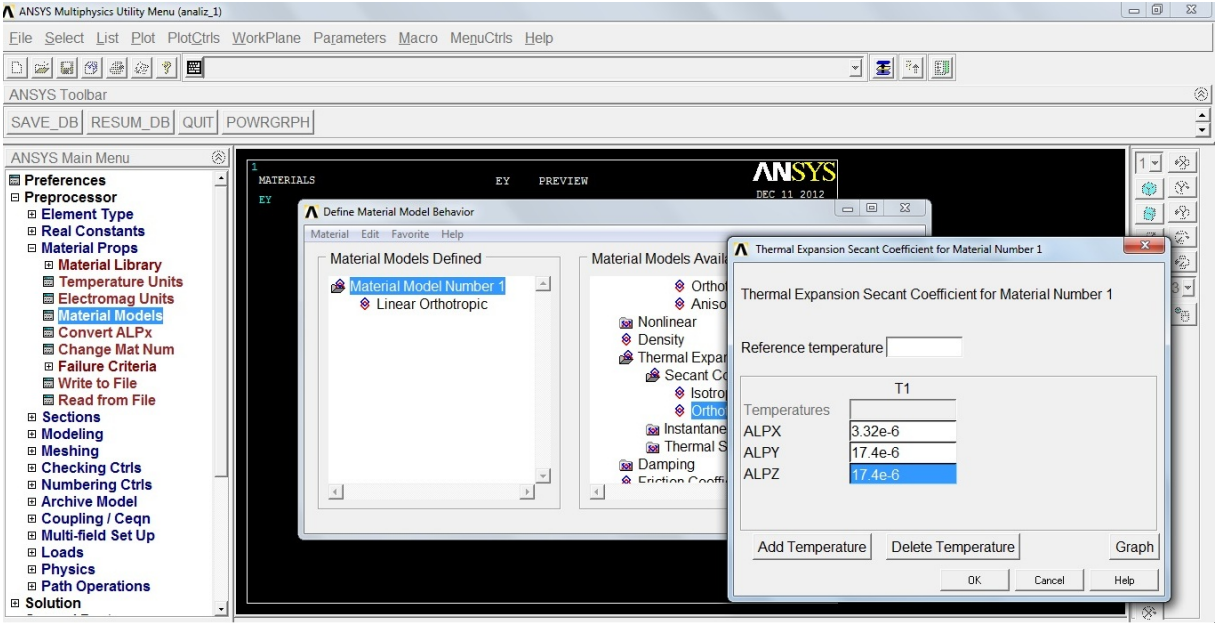 ANSYS Multiphysics Utility Menu (analiz_1)
File Select List Plot PlotCtrls WorkPlane Parameters Macro MenuCtrls Help
ANSYS Toolbar
SAVE_DB RESUM_DB QUIT POWRGRPH
ANSYS Main Menu
Preferences
Preprocessor
Element Type
Real Constants
Material Props
Material Library
Temperature Units
Electromag Units
Material Models
Convert ALPx
Change Mat Num
Failure Criteria
Write to File
Read from File
Sections
Modeling
Meshing
Checking Ctrls
Numbering Ctrls
Archive Model
Coupling / Ceqn
Multi-field Set Up
Loads
Physics
Path Operations
Solution
1
MATERIALS EY PREVIEW
EY
ANSYS
DEC 11 2012
Define Material Model Behavior
Material Edit Favorite Help
Material Models Defined
Material Model Number 1
Linear Orthotropic
Material Models Avail
Orthot
Aniso
Nonlinear
Density
Thermal Expan
Secant Co
Isotrop
Ortho
Instantane
Thermal S
Damping
Friction Coeffi
Thermal Expansion Secant Coefficient for Material Number 1
Thermal Expansion Secant Coefficient for Material Number 1
Reference temperature
T1
Temperatures
ALPX 3.32e-6
ALPY 17.4e-6
ALPZ 17.4e-6
Add Temperature Delete Temperature Graph
OK Cancel Help
1
3